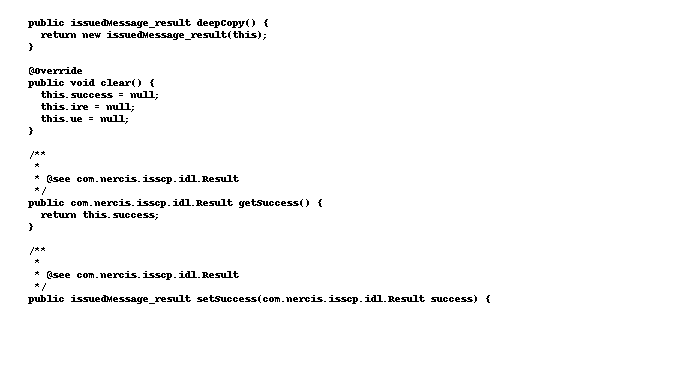 public issuedMessage_result deepCopy() {
return new issuedMessage_result(this);
}
@Override
public void clear() {
this.success = null;
this.ire = null;
this.ue = null;
}
/**
*
* @see com.nercis.isscp.idl.Result
*/
public com.nercis.isscp.idl.Result getSuccess() {
return this.success;
}
/**
*
* @see com.nercis.isscp.idl.Result
*/
public issuedMessage_result setSuccess(com.nercis.isscp.idl.Result success) {